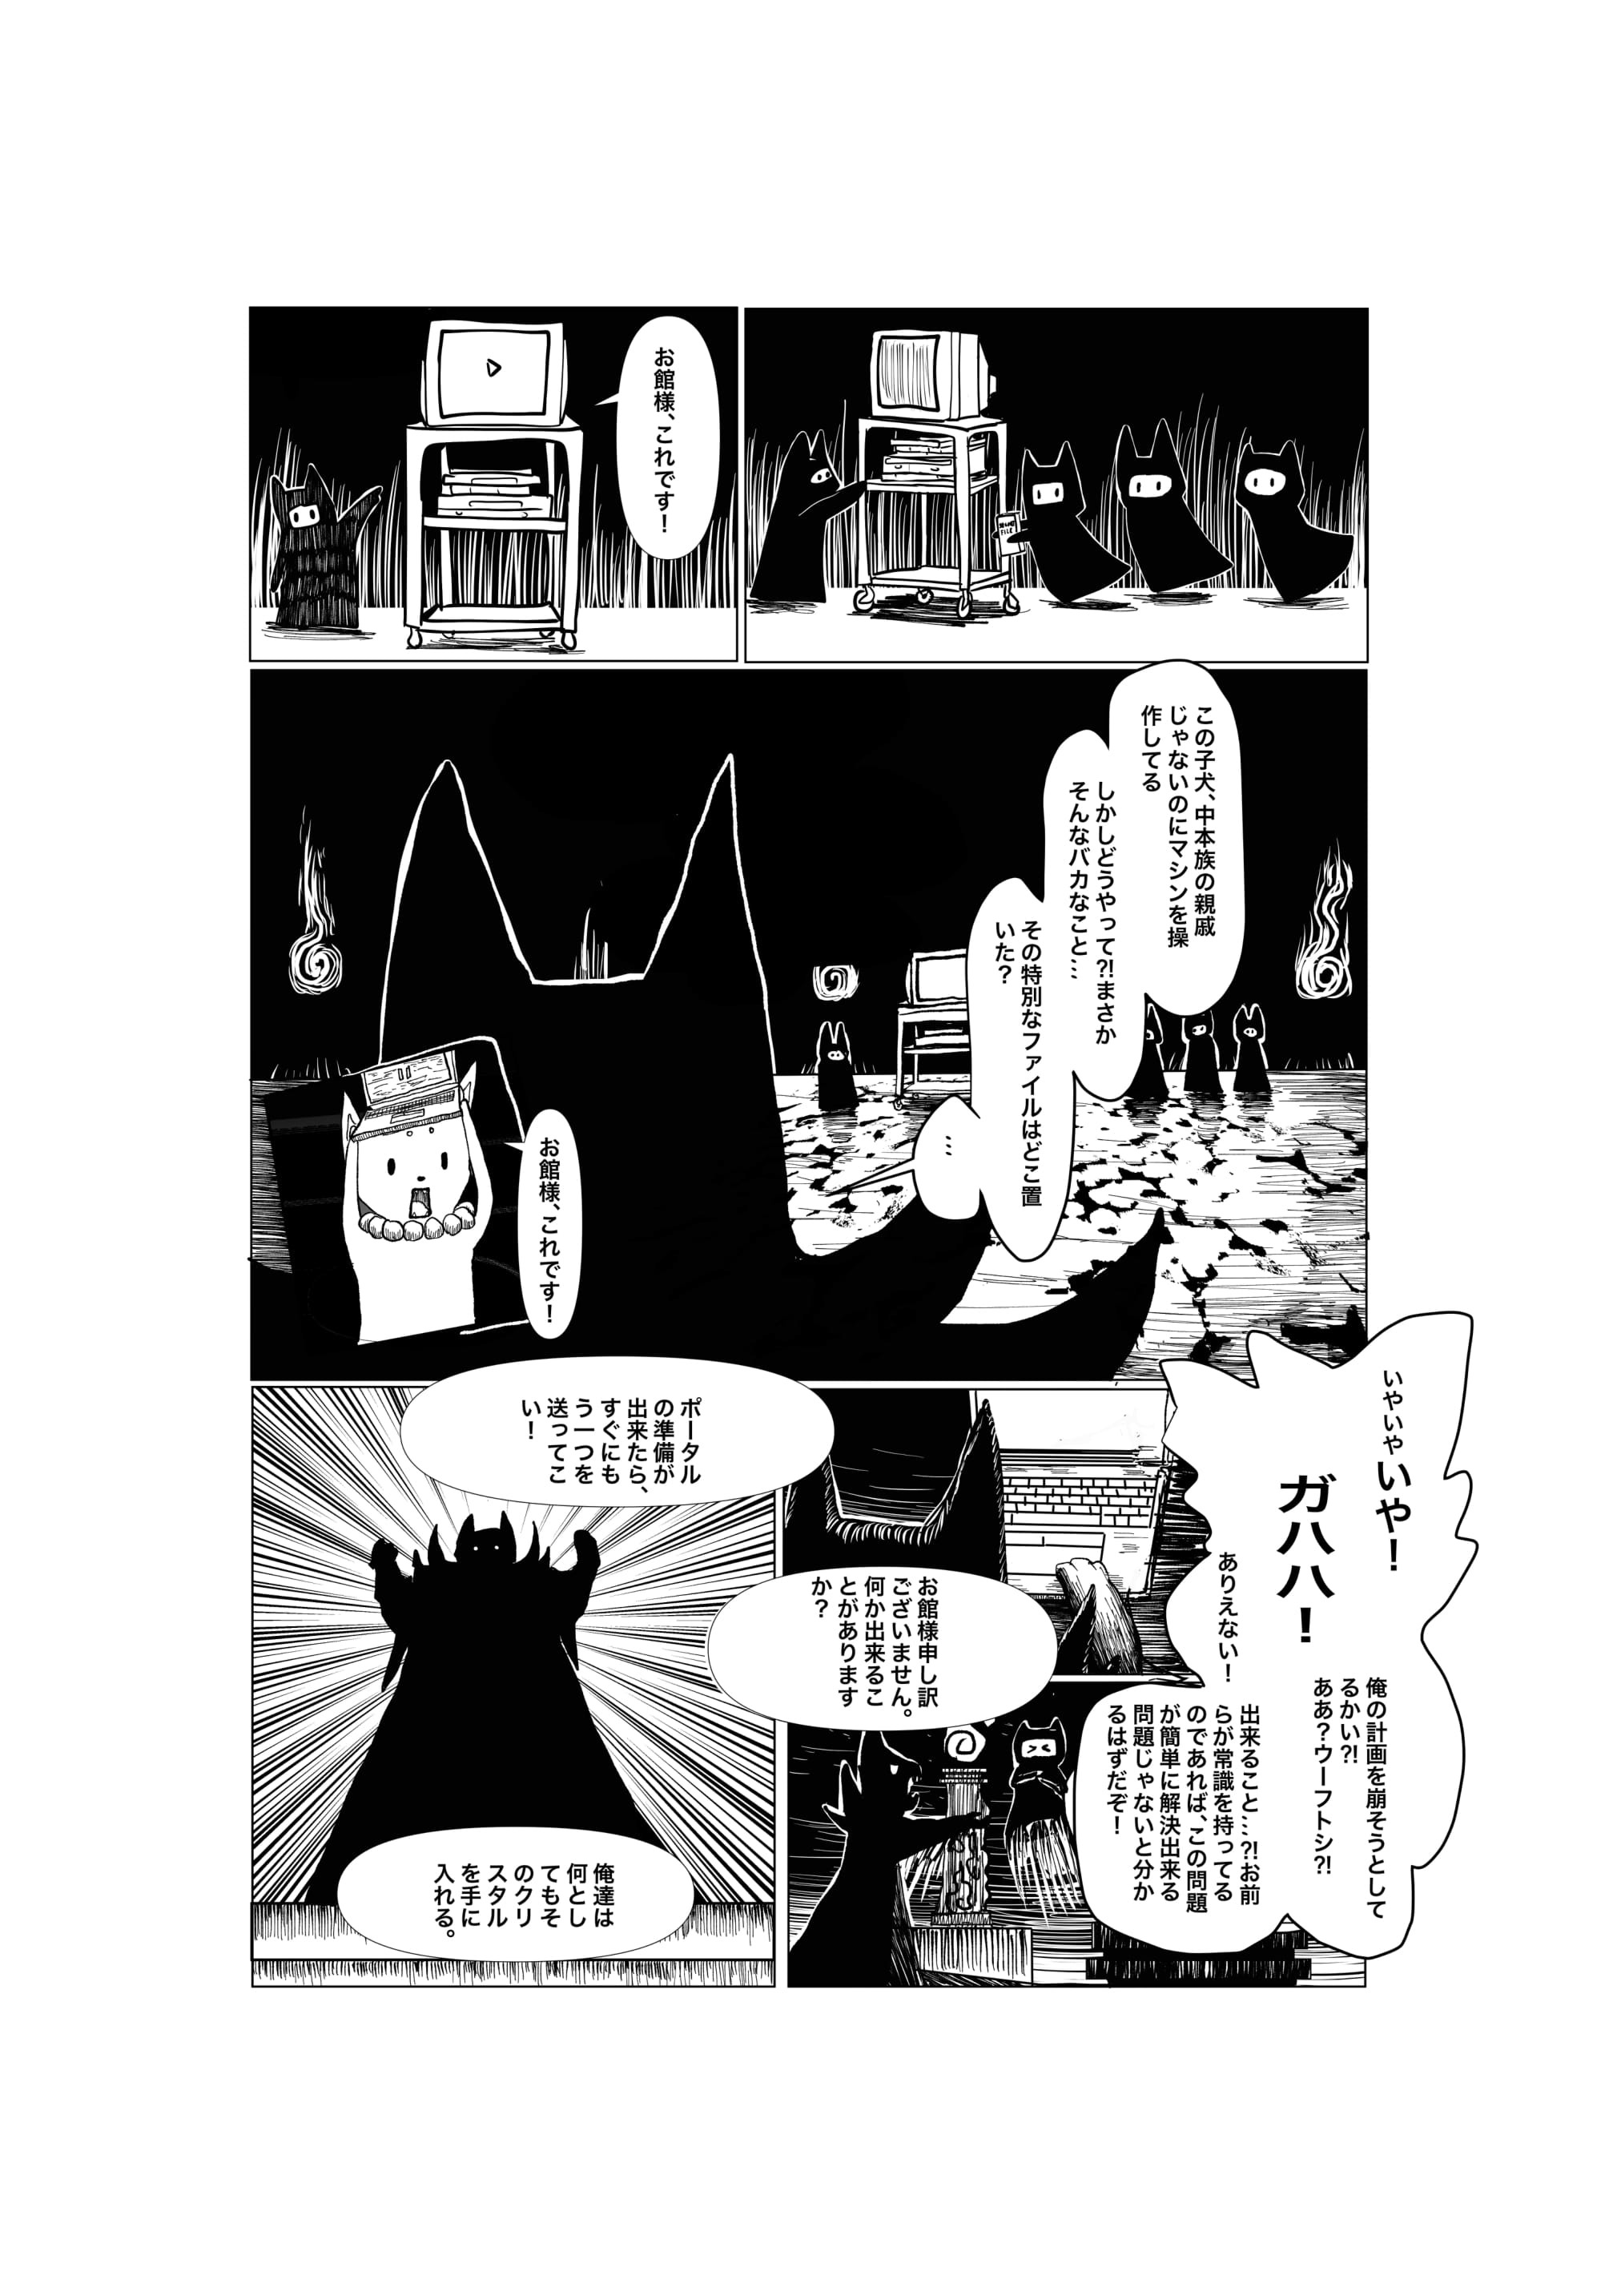 お館様、これです！
この子犬、中本族の親戚
じゃないのにマシンを操
作してる
しかしどうやって?!まさか
そんなバカなこと…
その特別なファイルはどこ置
いた？
…
お館様、これです！
いやいやいや！
ガハハ！
ありえない！
俺の計画を崩そうとして
るかい?!
ああ？ウーフトシ?!
お館様申し訳
ございません。
何か出来るこ
とがあります
か？
出来ること…?!お前
らが常識を持ってる
のであれば、この問題
が簡単に解決出来る
問題じゃないと分か
るはずだぞ！
ポータル
の準備が
出来たら、
すぐにも
う一つを
送ってこ
い！
俺達は
何とし
てもそ
のクリ
スタル
を手に
入れる。